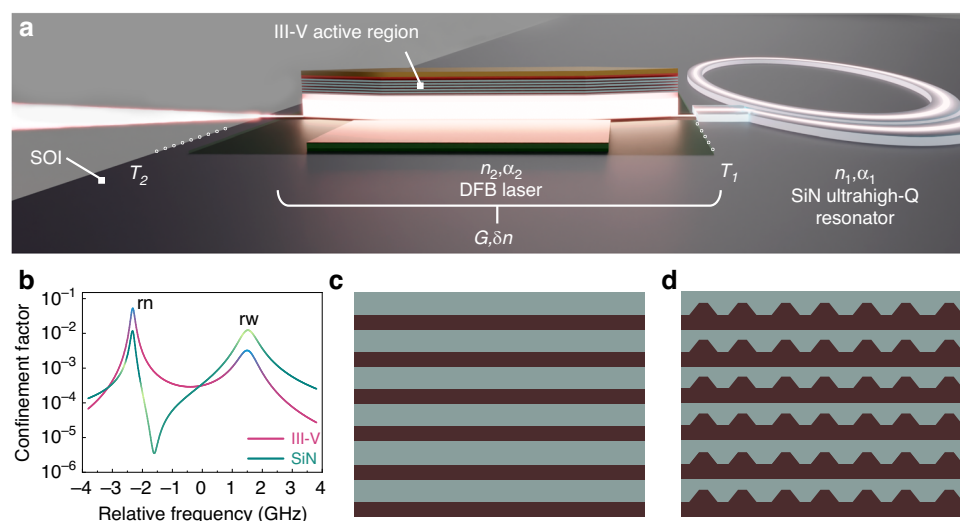 a
III-V active region
SOI
T2
n2,α2
DFB laser
T1
n1,α1
SiN ultrahigh-Q
resonator
G,δn
b
Confinement factor
10−1
10−2
10−3
10−4
10−5
10−6
rn
rw
III-V
SiN
−4 −3 −2 −1 0 1 2 3 4
Relative frequency (GHz)
c
d